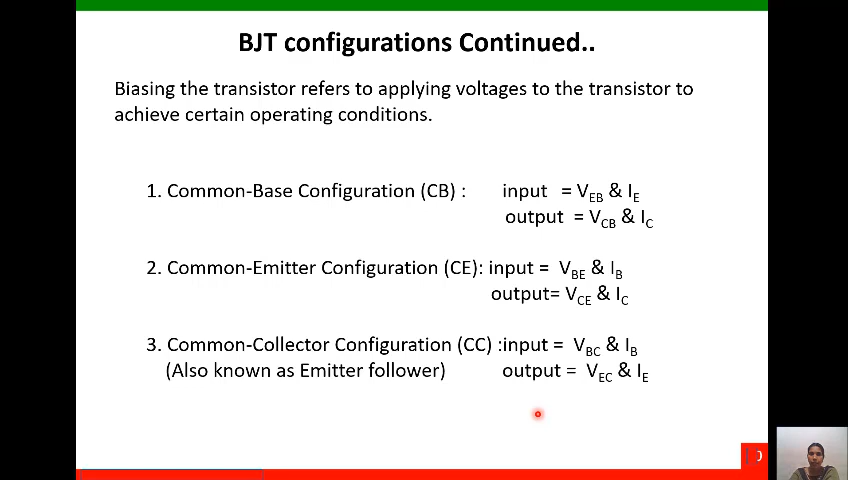 BJT configurations Continued..
Biasing the transistor refers to applying voltages to the transistor to
achieve certain operating conditions.
1. Common-Base Configuration (CB) : input = VEB & IE
output = VCB & IC
2. Common-Emitter Configuration (CE): input = VBE & IB
output= VCE & IC
3. Common-Collector Configuration (CC) :input = VBC & IB
(Also known as Emitter follower) output = VEC & IE